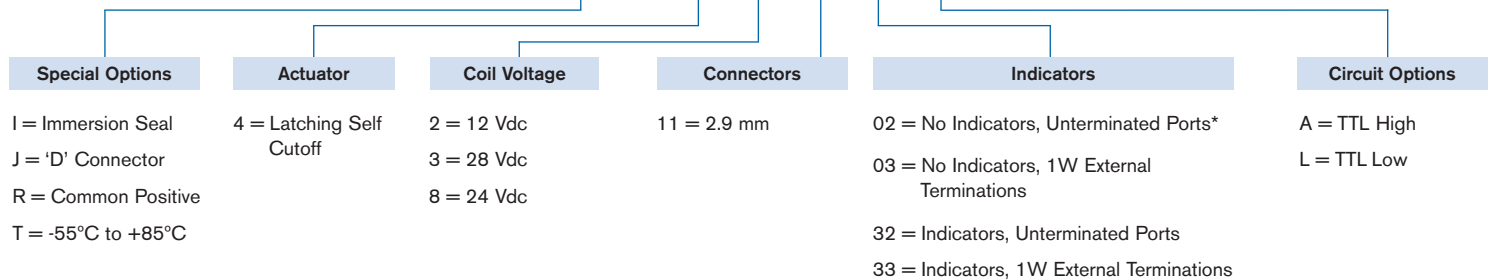 Special Options
I = Immersion Seal
J = 'D' Connector
R = Common Positive
T = -55°C to +85°C
Actuator
4 = Latching Self
Cutoff
Coil Voltage
2 = 12 Vdc
3 = 28 Vdc
8 = 24 Vdc
Connectors
11 = 2.9 mm
Indicators
02 = No Indicators, Unterminated Ports*
03 = No Indicators, 1W External
Terminations
32 = Indicators, Unterminated Ports
33 = Indicators, 1W External Terminations
Circuit Options
A = TTL High
L = TTL Low